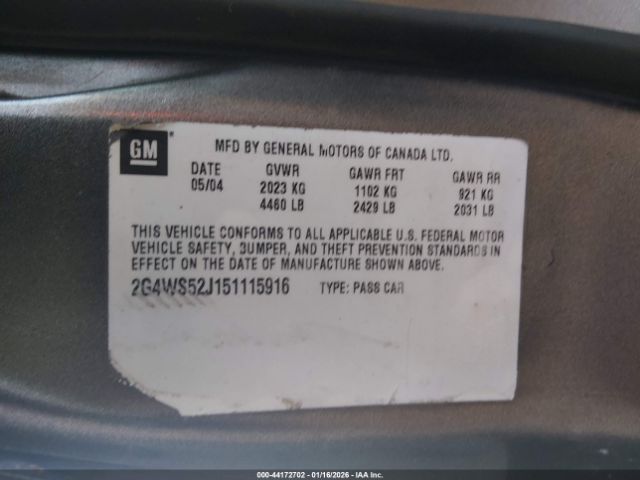 GM
MFD BY GENERAL MOTORS OF CANADA LTD.
DATE GVWR GAWR FRT GAWR RR
05/04 2023 KG 1102 KG 921 KG
4460 LB 2429 LB 2031 LB
THIS VEHICLE CONFORMS TO ALL APPLICABLE U.S. FEDERAL MOTOR
VEHICLE SAFETY, BUMPER, AND THEFT PREVENTION STANDARDS IN
EFFECT ON THE DATE OF MANUFACTURE SHOWN ABOVE.
2G4WS52J151115916 TYPE: PASS CAR
000-44172702 - 01/16/2026 - IAA Inc.